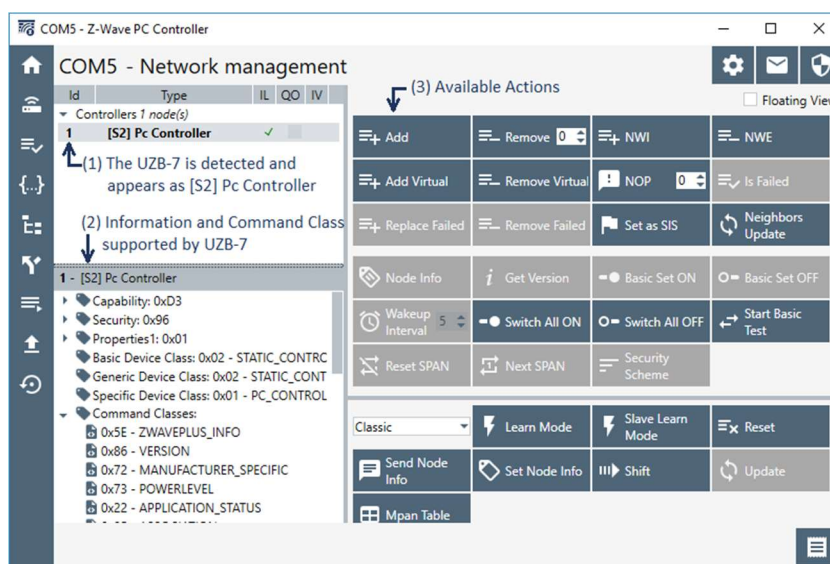 COM5 - Z-Wave PC Controller
COM5 - Network management
Id Type IL QO IV
Controllers 1 node(s)
1 [S2] Pc Controller
(1) The UZB-7 is detected and
appears as [S2] Pc Controller
(2) Information and Command Class
supported by UZB-7
1 - [S2] Pc Controller
Capability: 0xD3
Security: 0x96
Properties1: 0x01
Basic Device Class: 0x02 - STATIC_CONTRC
Generic Device Class: 0x02 - STATIC_CONT
Specific Device Class: 0x01 - PC_CONTROL
Command Classes:
0x5E - ZWAVEPLUS_INFO
0x86 - VERSION
0x72 - MANUFACTURER_SPECIFIC
0x73 - POWERLEVEL
0x22 - APPLICATION_STATUS
(3) Available Actions
Floating View
Add Remove 0 NWI NWE
Add Virtual Remove Virtual NOP 0 Is Failed
Replace Failed Remove Failed Set as SIS Neighbors
Update
Node Info Get Version Basic Set ON Basic Set OFF
Wakeup
Interval 5 Switch All ON Switch All OFF Start Basic
Test
Reset SPAN Next SPAN Security
Scheme
Classic Learn Mode Slave Learn
Mode Reset
Send Node
Info Set Node Info Shift Update
Mpan Table